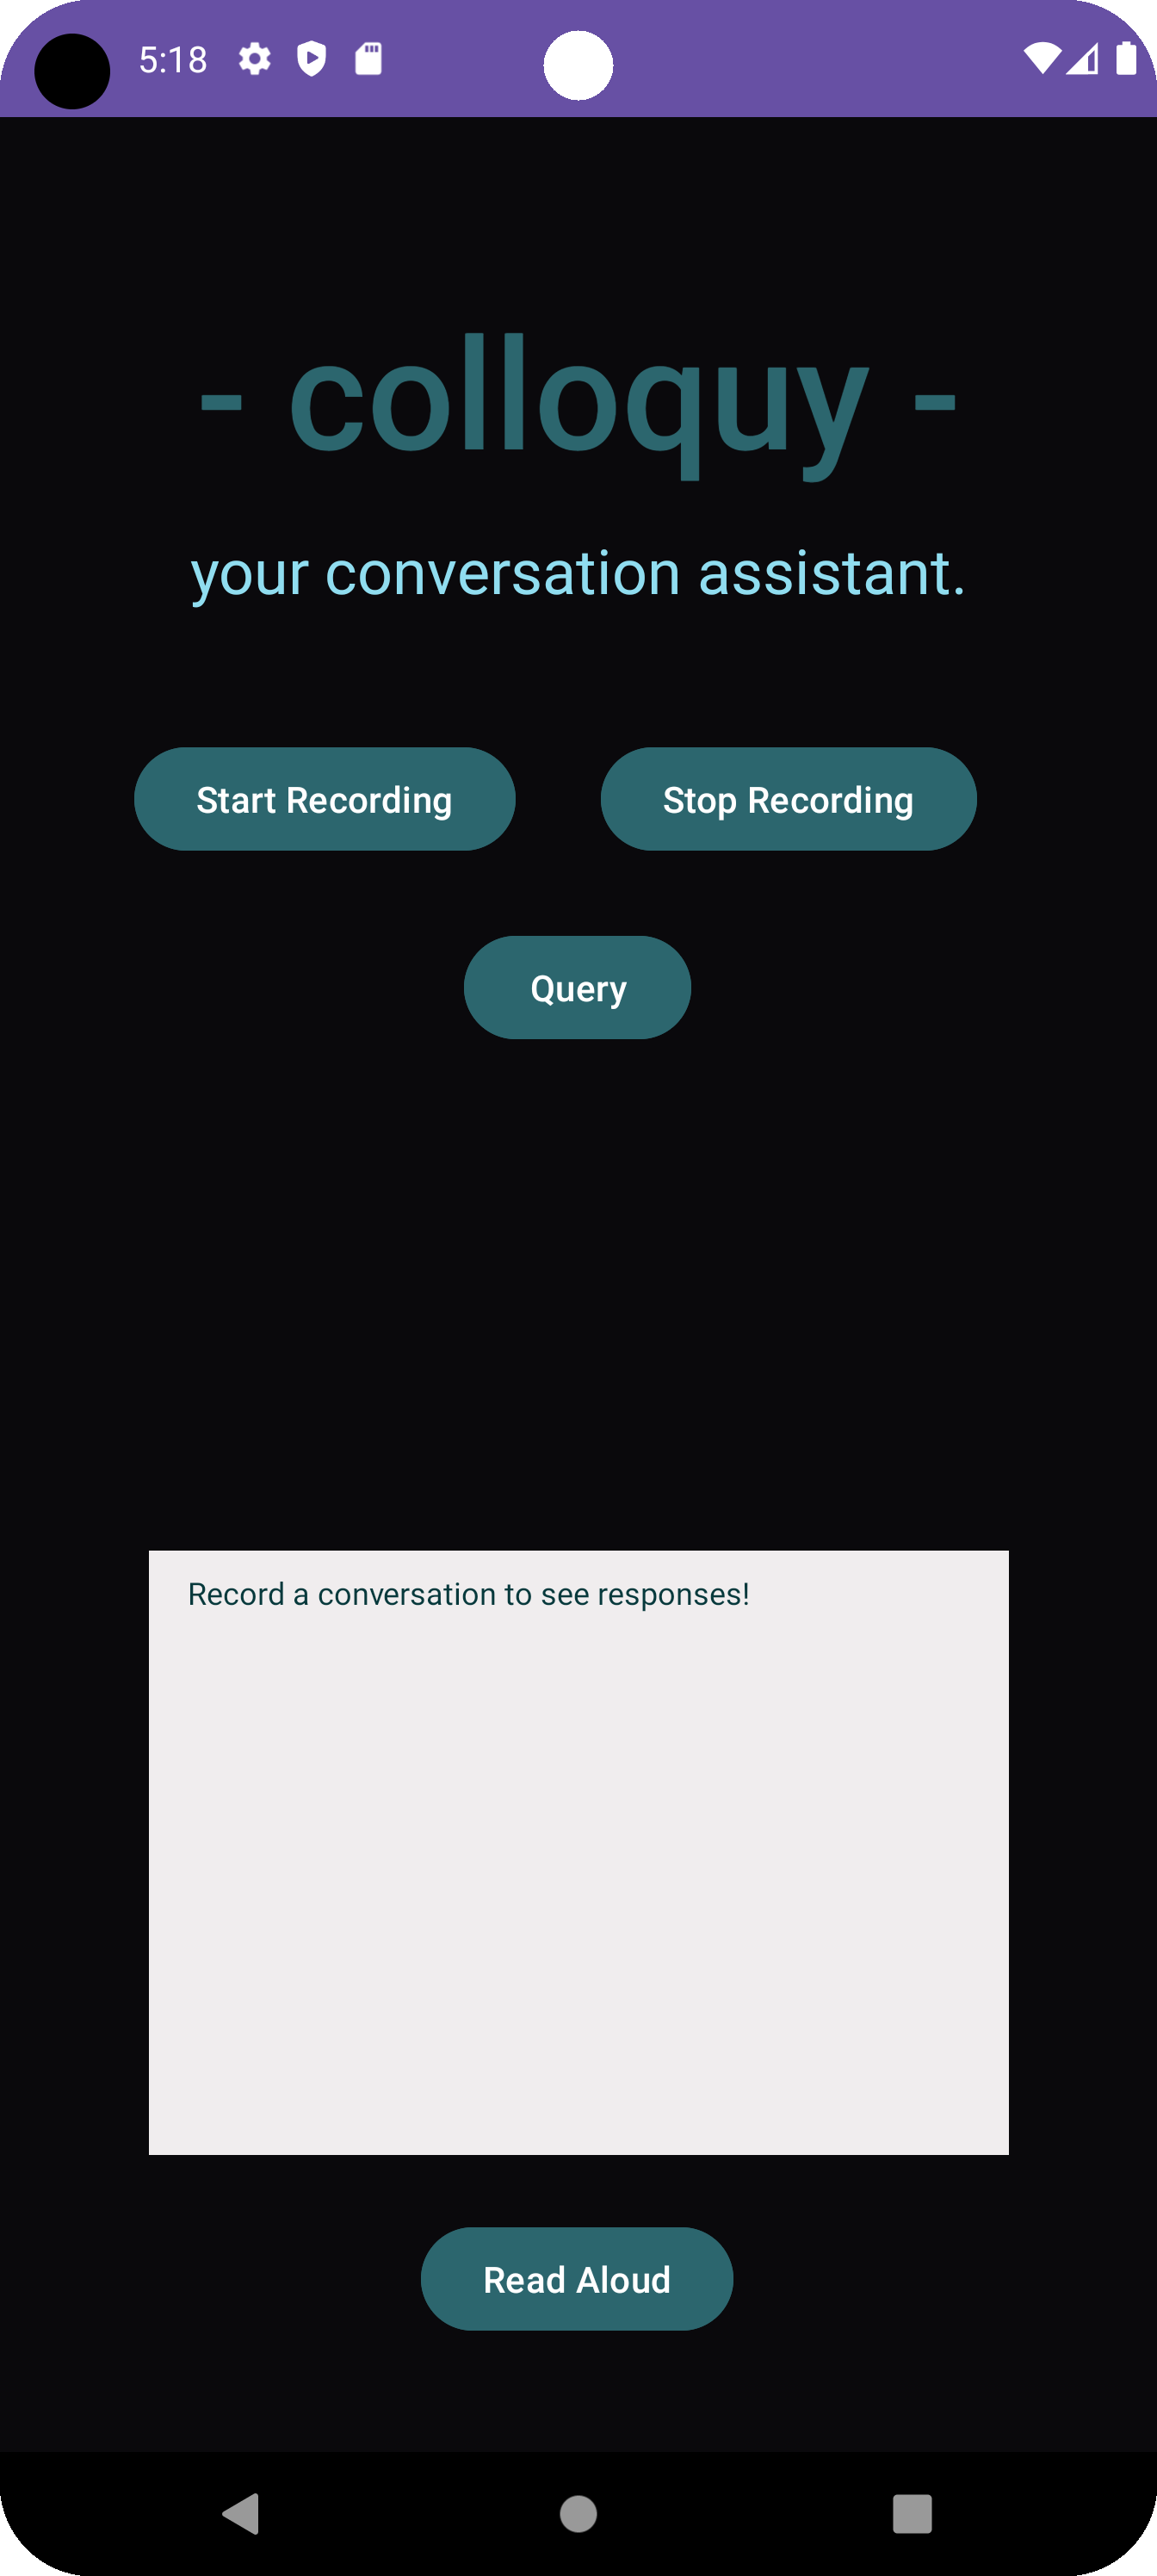 5:18
- colloquy -
your conversation assistant.
Start Recording
Stop Recording
Query
Record a conversation to see responses!
Read Aloud